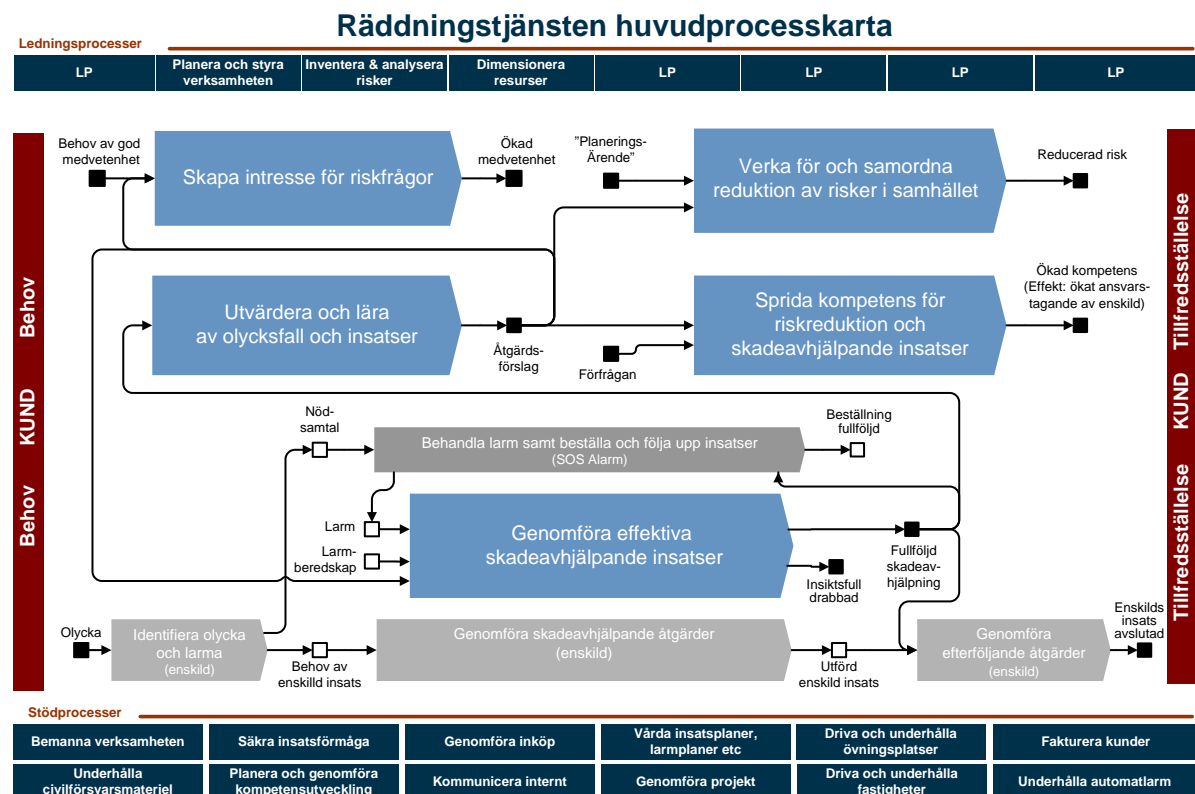 Räddningstjänsten huvudprocesskarta
Ledningsprocesser
LP
Planera och styra
verksamheten
Inventera & analysera
risker
Dimensionera
resurser
LP
LP
LP
LP
Behov KUND Behov
Behov av god
medvetenhet
Skapa intresse för riskfrågor
Ökad
medvetenhet
”Planerings-
Ärende”
Verka för och samordna
reduktion av risker i samhället
Reducerad risk
Utvärdera och lära
av olycksfall och insatser
Åtgärds-
förslag
Förfrågan
Sprida kompetens för
riskreduktion och
skadeavhjälpande insatser
Ökad kompetens
(Effekt: ökat ansvars-
tagande av enskild)
Nöd-
samtal
Behandla larm samt beställa och följa upp insatser
(SOS Alarm)
Beställning
fullföljd
Larm
Larm-
beredskap
Genomföra effektiva
skadeavhjälpande insatser
Fullföljd
skadeav-
hjälpning
Insiktsfull
drabbad
Olycka
Identifiera olycka
och larma
(enskild)
Behov av
enskilld insats
Genomföra skadeavhjälpande åtgärder
(enskild)
Utförd
enskild insats
Genomföra
efterföljande åtgärder
(enskild)
Enskilds
insats
avslutad
Tillfredsställelse KUND Tillfredsställelse
Stödprocesser
Bemanna verksamheten
Säkra insatsförmåga
Genomföra inköp
Vårda insatsplaner,
larmplaner etc
Driva och underhålla
övningsplatser
Fakturera kunder
Underhålla
civilförsvarsmateriel
Planera och genomföra
kompetensutveckling
Kommunicera internt
Genomföra projekt
Driva och underhålla
fastigheter
Underhålla automatlarm